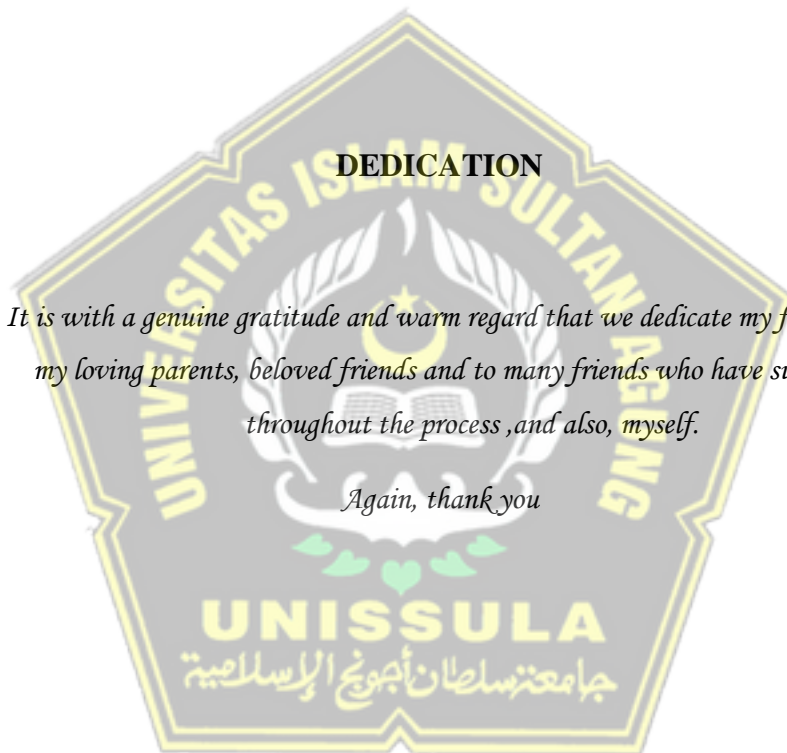 DEDICATION
UNIVERSITAS ISLAM SULTAN AGUNG
It is with a genuine gratitude and warm regard that we dedicate my
my loving parents, beloved friends and to many friends who have
throughout the process ,and also, myself.
Again, thank you
UNISSULA
جامعة سلطان أجونج الإسلامية